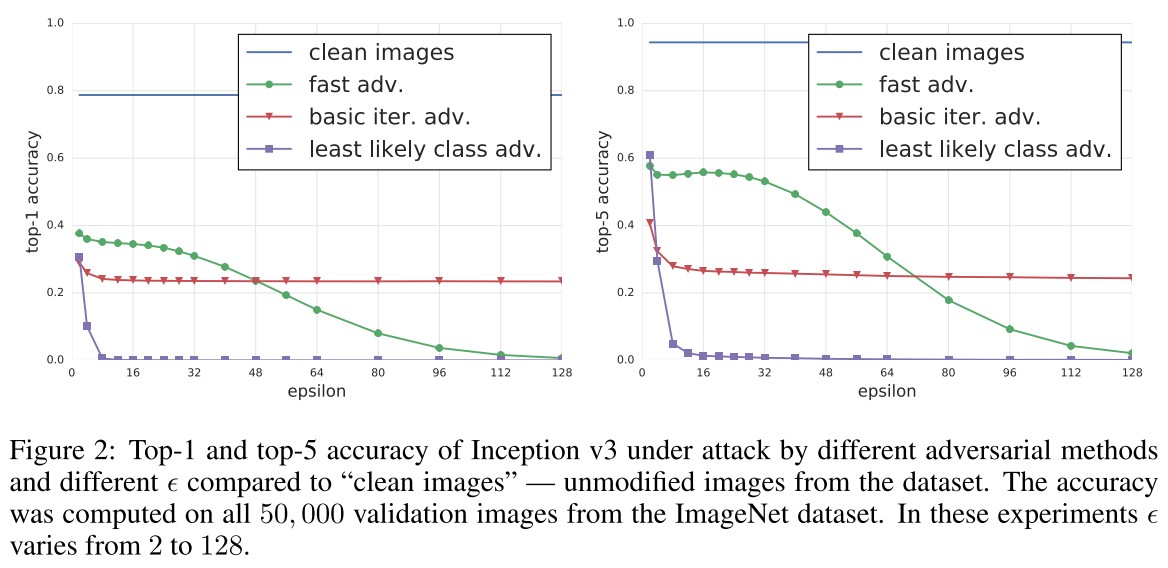 1.0
0.8
0.6
0.4
0.2
0.0
top-1 accuracy
0 16 32 48 64 80 96 112 128
epsilon
clean images
fast adv.
basic iter. adv.
least likely class adv.
1.0
0.8
0.6
0.4
0.2
0.0
top-5 accuracy
0 16 32 48 64 80 96 112 128
epsilon
clean images
fast adv.
basic iter. adv.
least likely class adv.
Figure 2: Top-1 and top-5 accuracy of Inception v3 under attack by different adversarial methods
and different ϵ compared to “clean images” — unmodified images from the dataset. The accuracy
was computed on all 50,000 validation images from the ImageNet dataset. In these experiments ϵ
varies from 2 to 128.